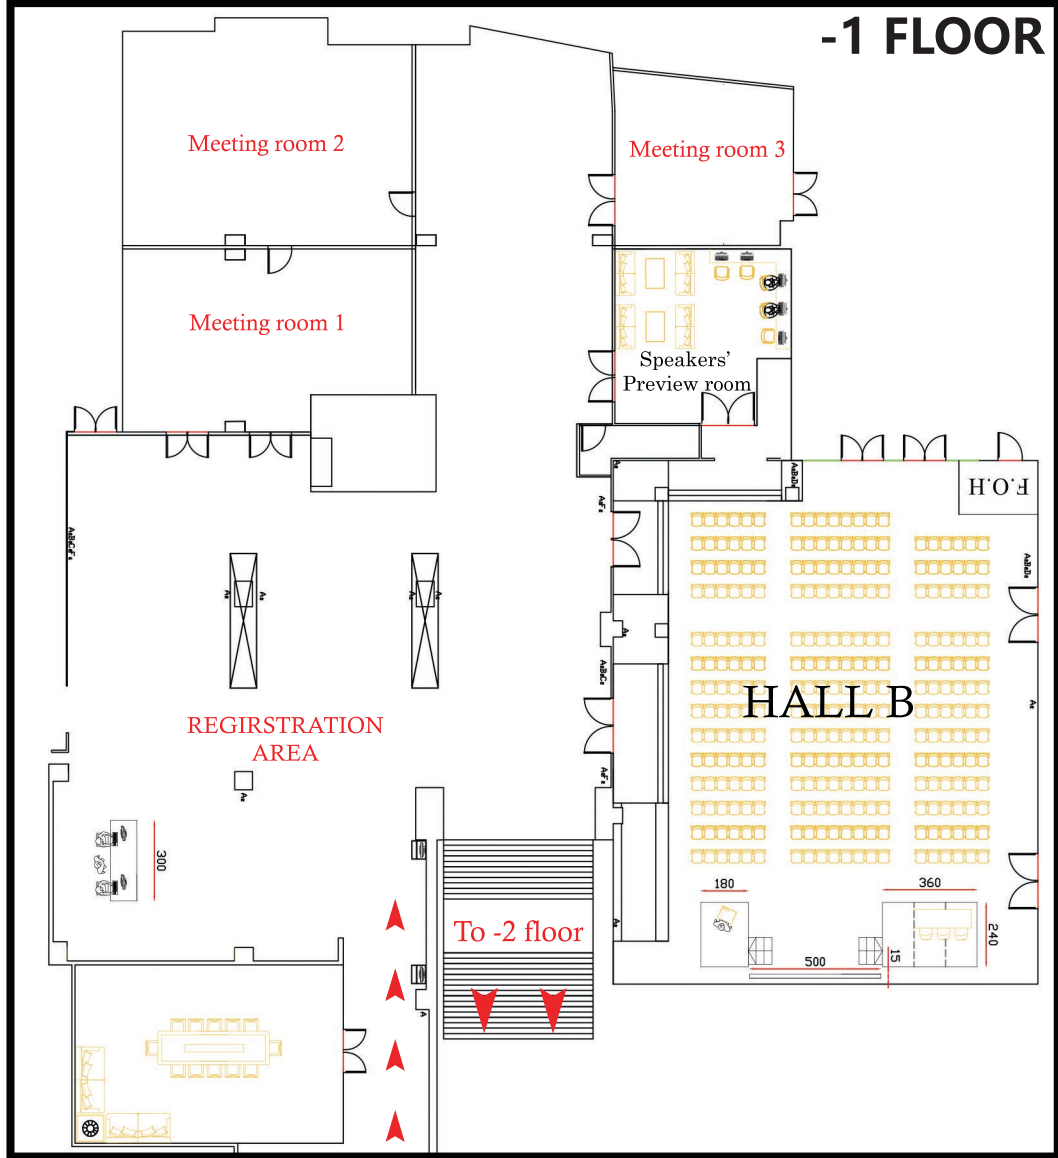 -1 FLOOR
Meeting room 2
Meeting room 3
Meeting room 1
Speakers’
Preview room
F.O.H
HALL B
REGIRSTRATION
AREA
300
180
360
240
15
500
To -2 floor